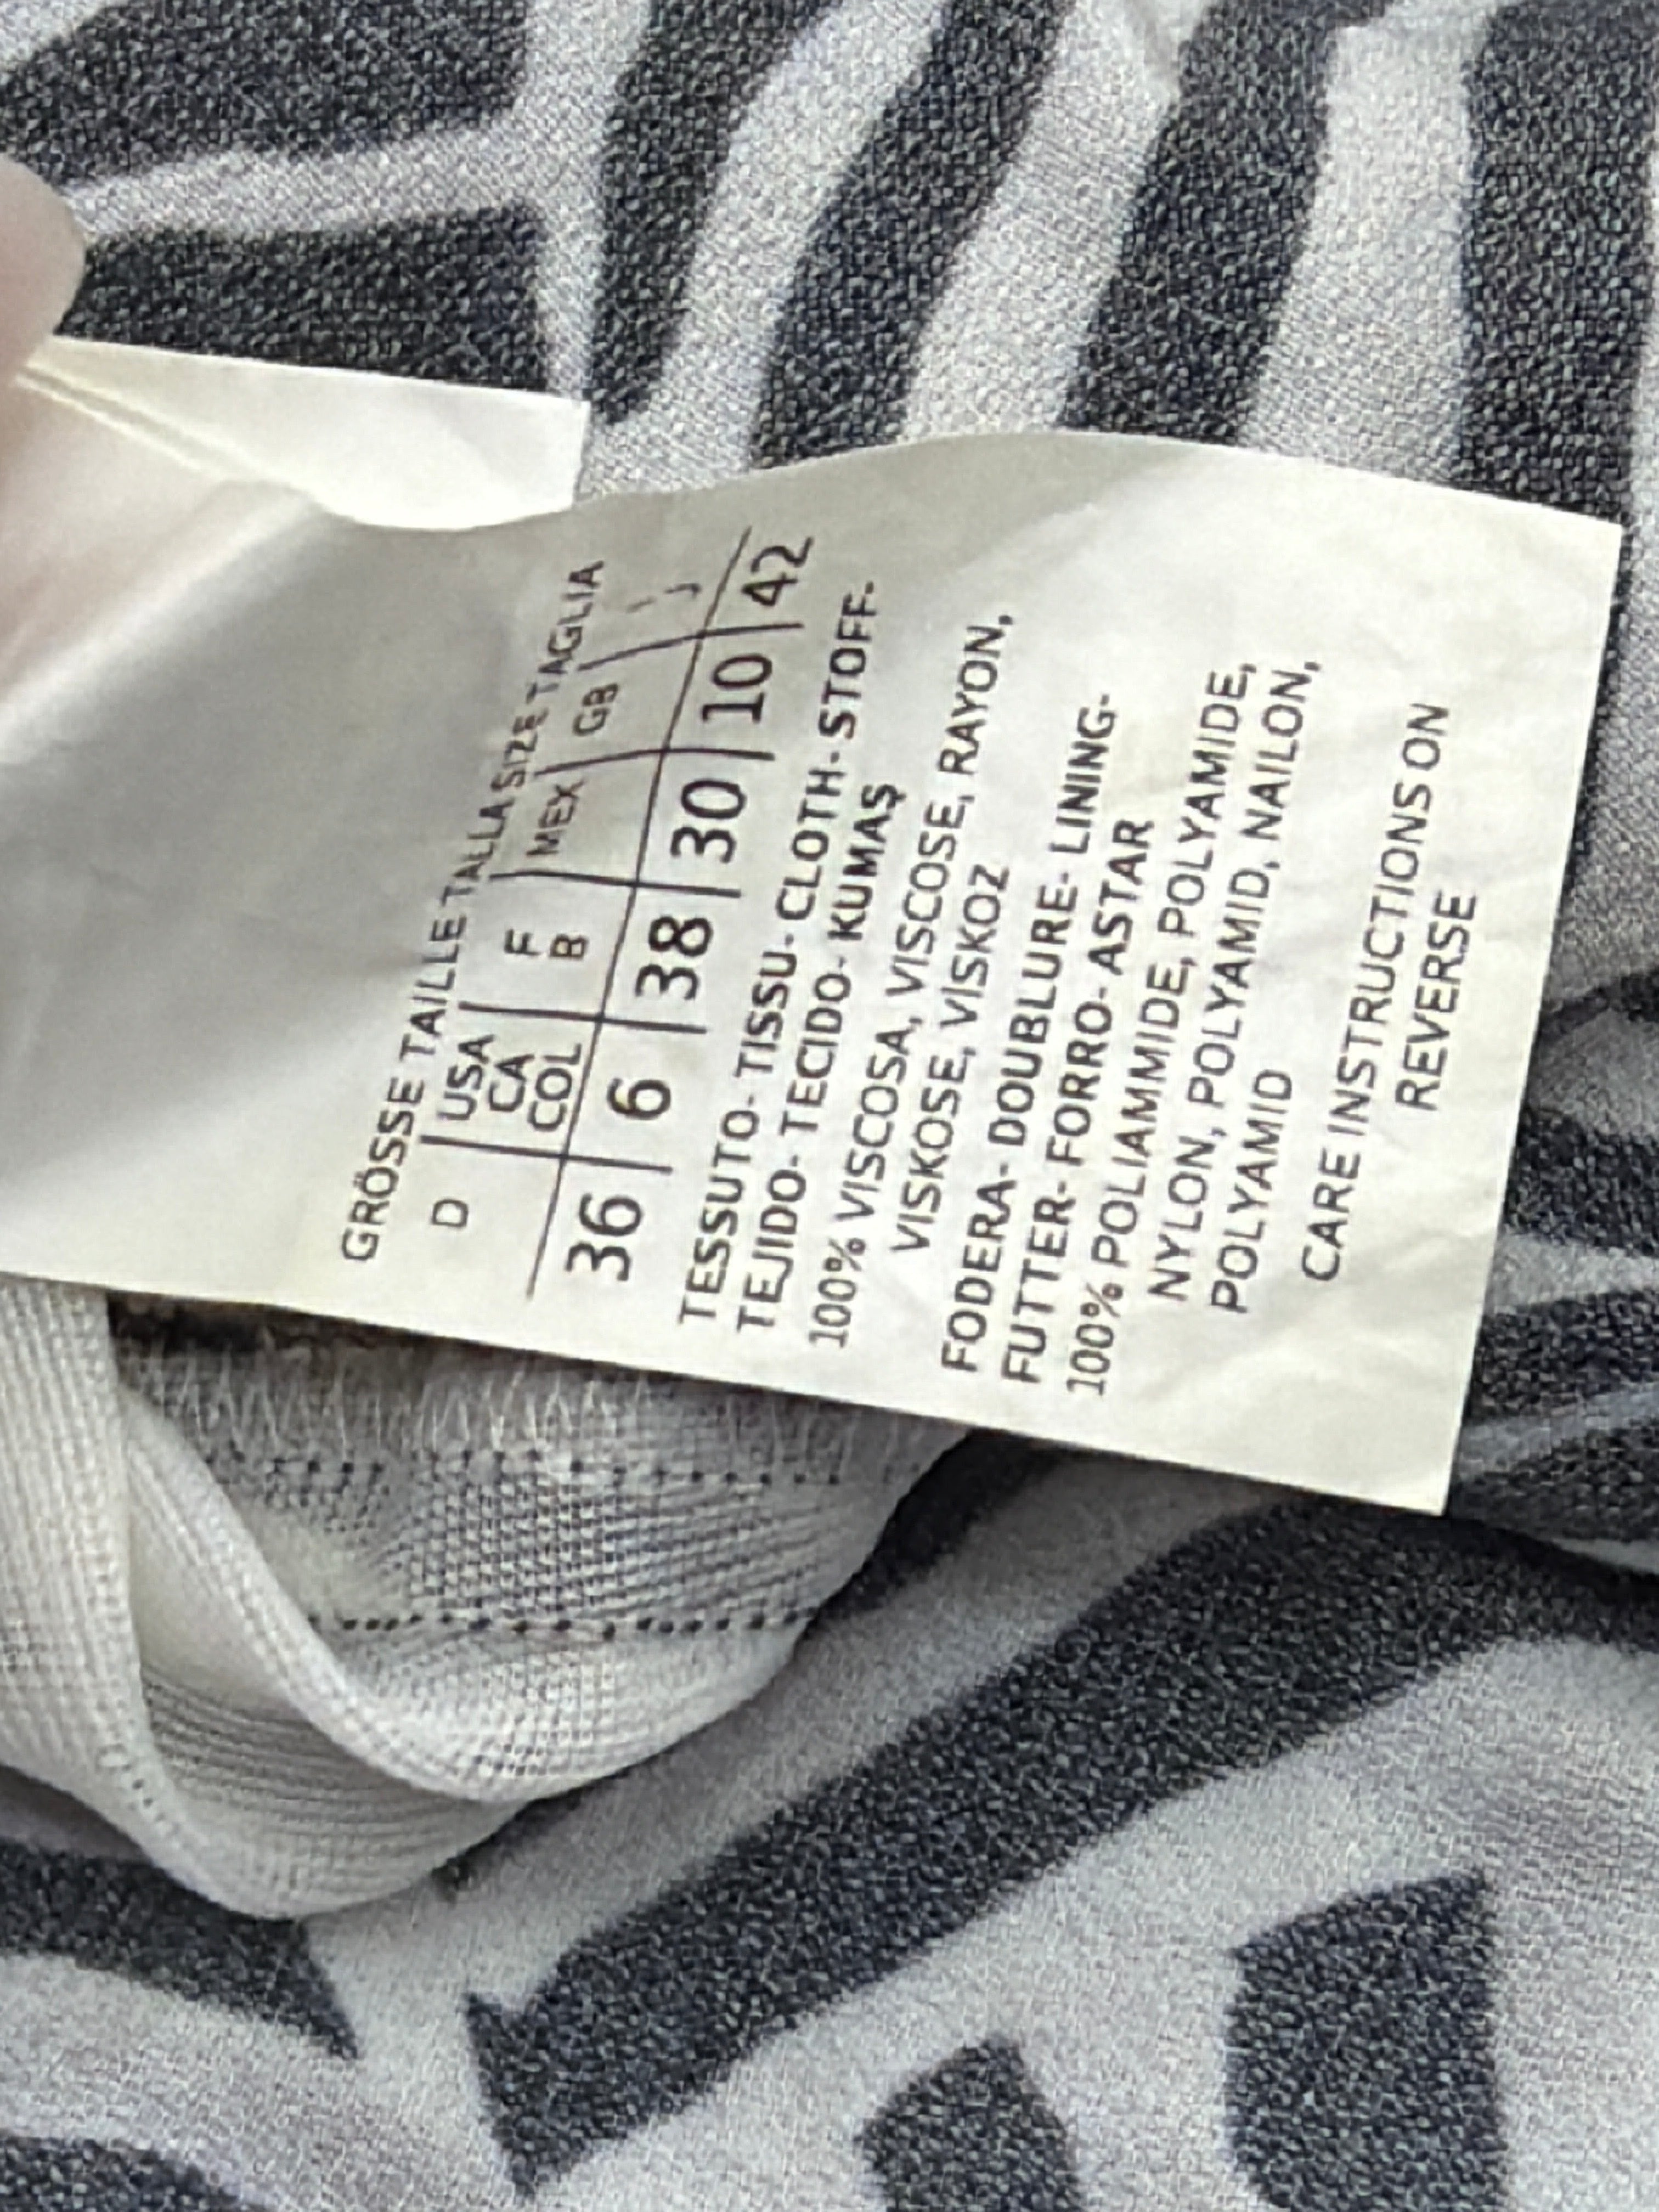 GRÖSSE TAILLE TALLA SIZE TAGLIA
D USA F MEX GB I
CA B J
COL
36 6 38 30 10 42
TESSUTO- TISSU- CLOTH- STOFF-
TEJIDO- TECIDO- KUMAŞ
100% VISCOSA, VISCOSE, RAYON,
VISKOSE, VİSKOZ
FODERA- DOUBLURE- LINING-
FUTTER- FORRO- ASTAR
100% POLIAMMIDE, POLYAMIDE,
NYLON, POLYAMID, NAILON,
POLYAMID
CARE INSTRUCTIONS ON
REVERSE